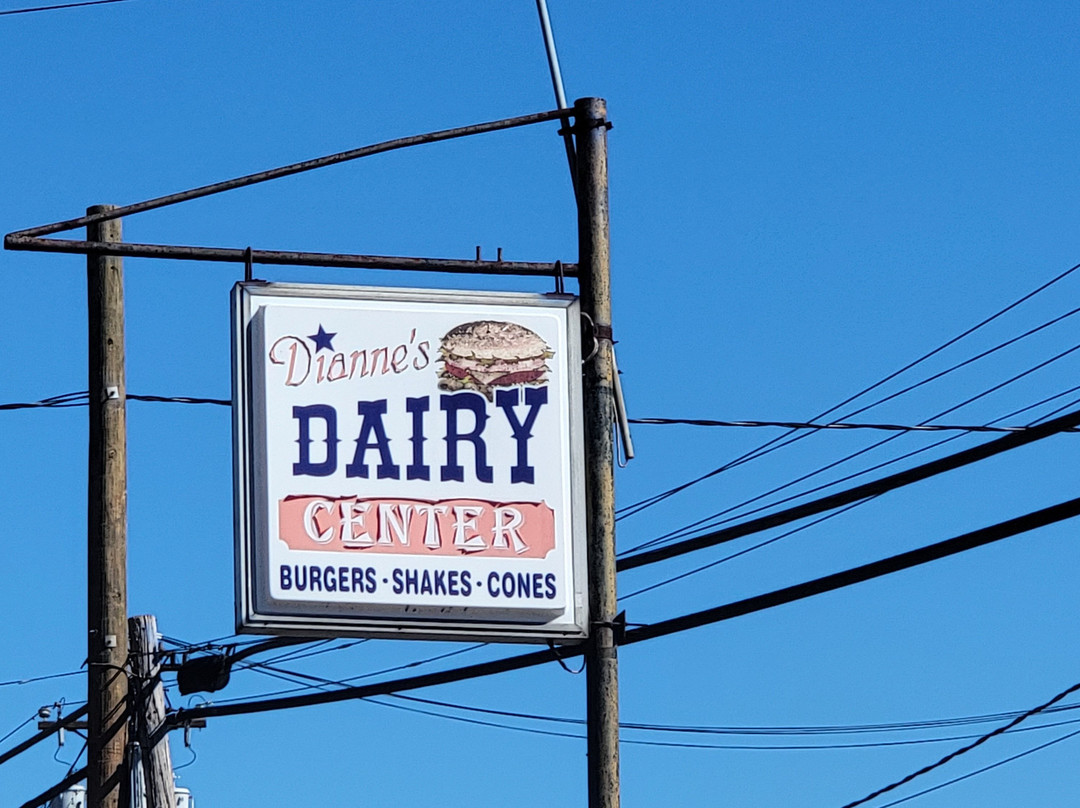 Dianne's
DAIRY
CENTER
BURGERS · SHAKES · CONES